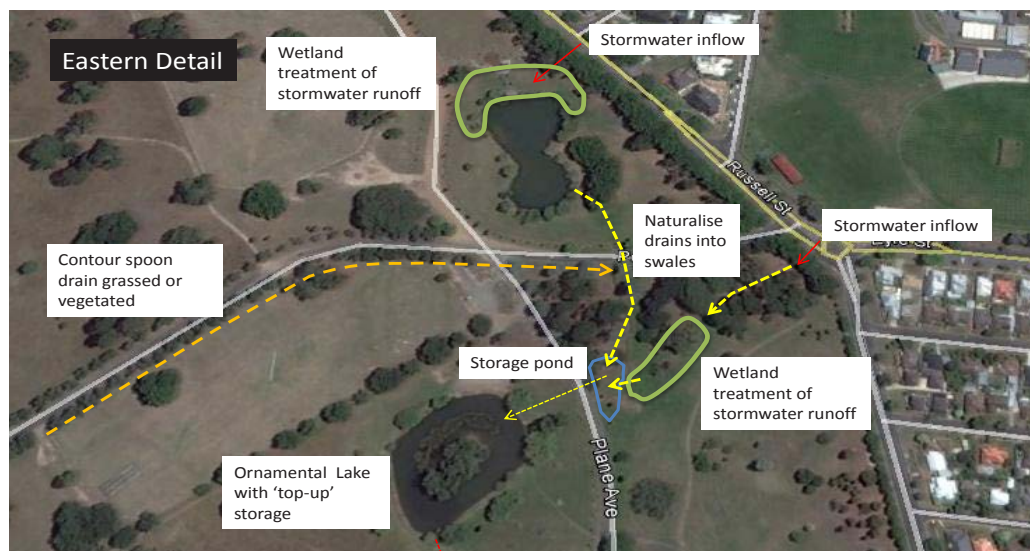 Eastern Detail
Wetland
treatment of
stormwater runoff
Stormwater inflow
Russell St
Naturalise
drains into
swales
Stormwater inflow
Contour spoon
drain grassed or
vegetated
Storage pond
Wetland
treatment of
stormwater runoff
Plane Ave
Ornamental Lake
with ‘top-up’
storage